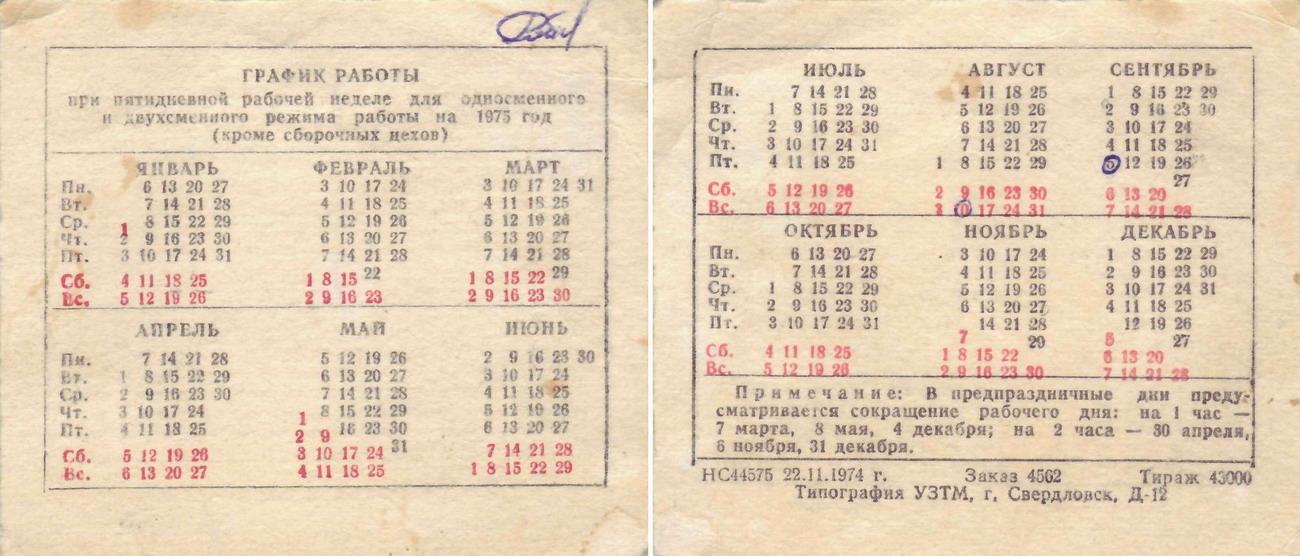 ГРАФИК РАБОТЫ
при пятидневной рабочей неделе для односменного
и двухсменного режима работы на 1975 год
(кроме сборочных цехов)
ЯНВАРЬ ФЕВРАЛЬ МАРТ
Пн. 6 13 20 27 3 10 17 24 3 10 17 24 31
Вт. 7 14 21 28 4 11 18 25 4 11 18 25
Ср. 1 8 15 22 29 5 12 19 26 5 12 19 26
Чт. 2 9 16 23 30 6 13 20 27 6 13 20 27
Пт. 3 10 17 24 31 7 14 21 28 7 14 21 28
Сб. 4 11 18 25 1 8 15 22 1 8 15 22 29
Вс. 5 12 19 26 2 9 16 23 2 9 16 23 30
АПРЕЛЬ МАЙ ИЮНЬ
Пн. 7 14 21 28 5 12 19 26 2 9 16 23 30
Вт. 1 8 15 22 29 6 13 20 27 3 10 17 24
Ср. 2 9 16 23 30 7 14 21 28 4 11 18 25
Чт. 3 10 17 24 1 8 15 22 29 5 12 19 26
Пт. 4 11 18 25 2 9 16 23 30 6 13 20 27
Сб. 5 12 19 26 3 10 17 24 31 7 14 21 28
Вс. 6 13 20 27 4 11 18 25 1 8 15 22 29
ИЮЛЬ АВГУСТ СЕНТЯБРЬ
Пн. 7 14 21 28 4 11 18 25 1 8 15 22 29
Вт. 1 8 15 22 29 5 12 19 26 2 9 16 23 30
Ср. 2 9 16 23 30 6 13 20 27 3 10 17 24
Чт. 3 10 17 24 31 7 14 21 28 4 11 18 25
Пт. 4 11 18 25 1 8 15 22 29 5 12 19 26
27
Сб. 5 12 19 26 2 9 16 23 30 6 13 20
Вс. 6 13 20 27 3 10 17 24 31 7 14 21 28
ОКТЯБРЬ НОЯБРЬ ДЕКАБРЬ
Пн. 6 13 20 27 3 10 17 24 1 8 15 22 29
Вт. 7 14 21 28 4 11 18 25 2 9 16 23 30
Ср. 1 8 15 22 29 5 12 19 26 3 10 17 24 31
Чт. 2 9 16 23 30 6 13 20 27 4 11 18 25
Пт. 3 10 17 24 31 14 21 28 12 19 26
7 29 5 27
Сб. 4 11 18 25 1 8 15 22 6 13 20
Вс. 5 12 19 26 2 9 16 23 30 7 14 21 28
Примечание: В предпраздничные дни преду-
сматривается сокращение рабочего дня: на 1 час —
7 марта, 8 мая, 4 декабря; на 2 часа — 30 апреля,
6 ноября, 31 декабря.
НС44575 22.11.1974 г. Заказ 4562 Тираж 43000
Типография УЗТМ, г. Свердловск, Д-12